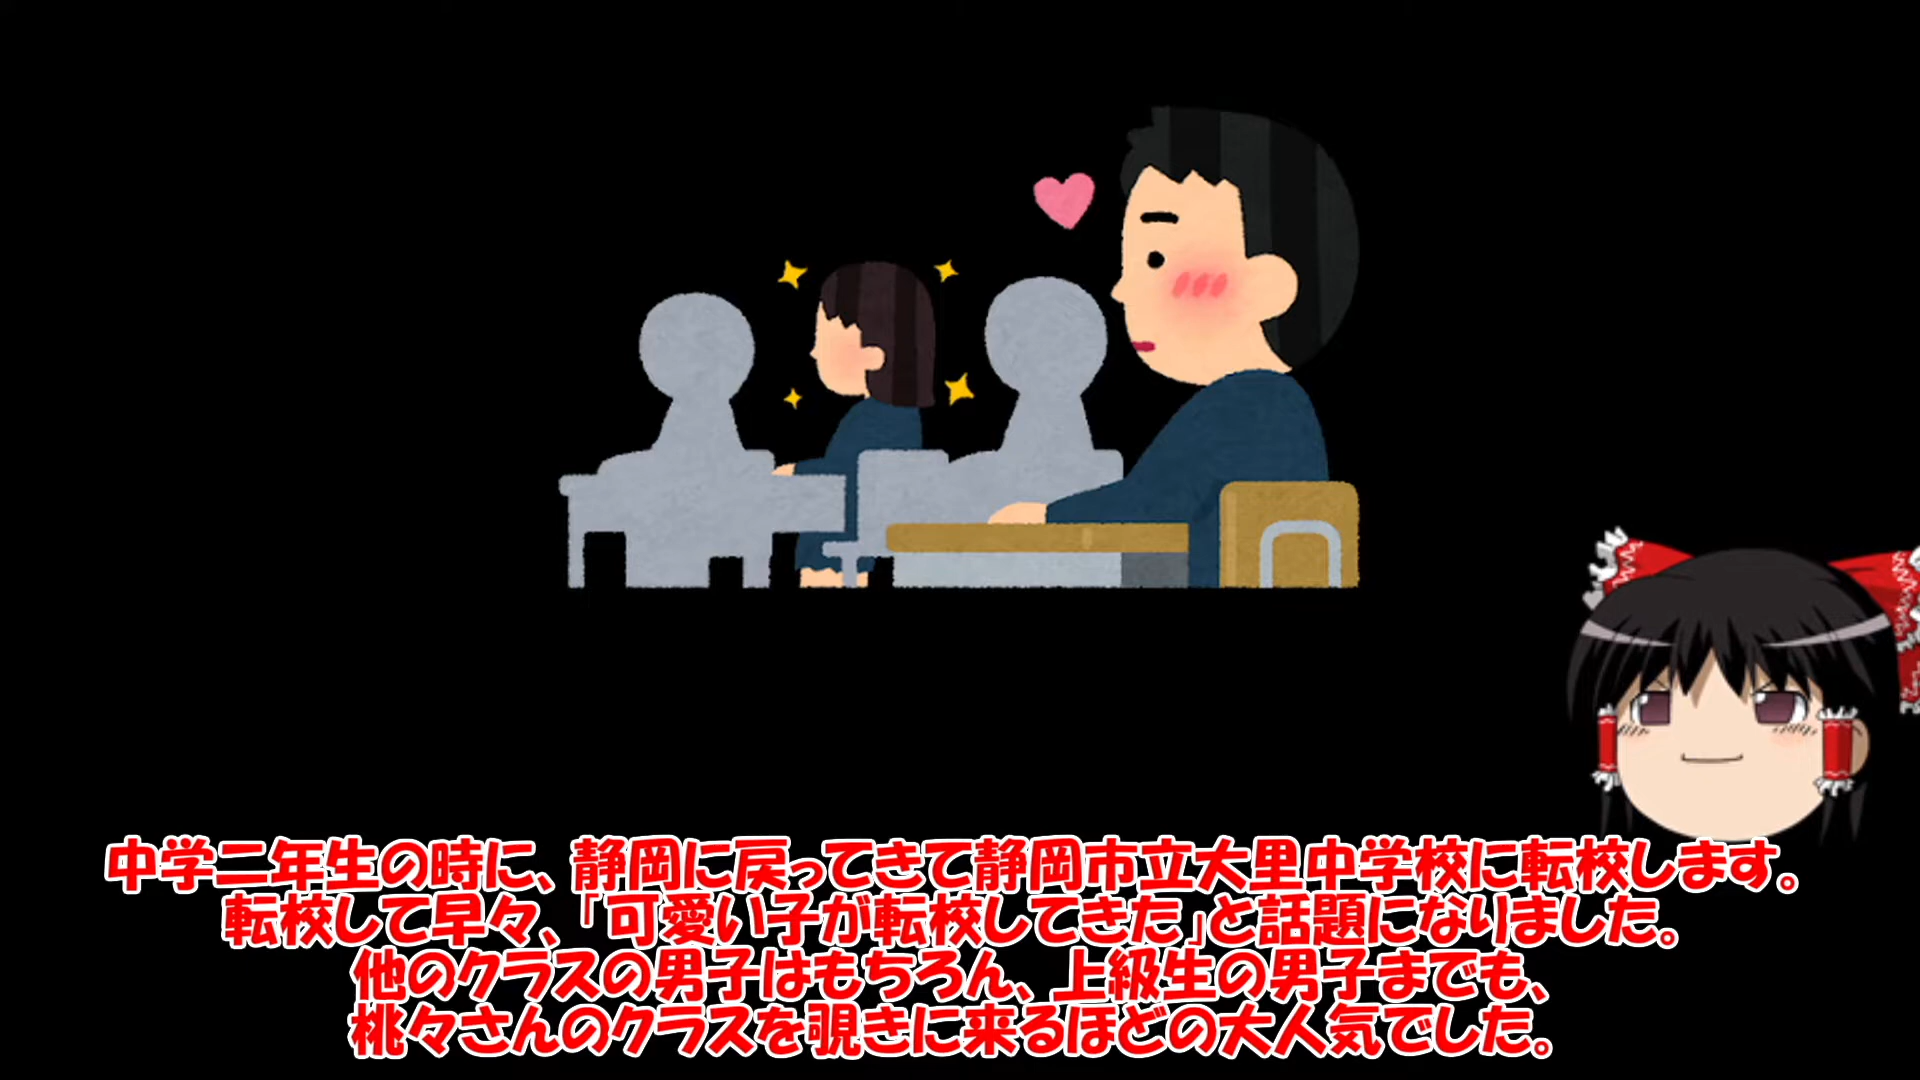 中学二年生の時に、静岡に戻ってきて静岡市立大里中学校に転校します。
転校して早々、「可愛い子が転校してきた」と話題になりました。
他のクラスの男子はもちろん、上級生の男子までも、
桃々さんのクラスを覗きに来るほどの大人気でした。